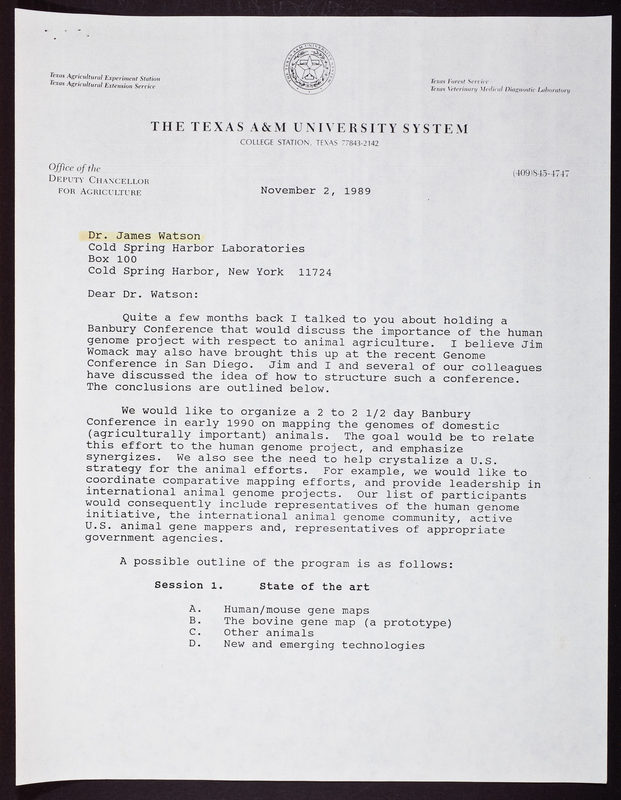 Texas Agricultural Experiment Station
Texas Agricultural Extension Service
Texas Forest Service
Texas Veterinary Medical Diagnostic Laboratory
THE TEXAS A&M UNIVERSITY SYSTEM
COLLEGE STATION, TEXAS 77843-2142
Office of the
DEPUTY CHANCELLOR
FOR AGRICULTURE
(409)845-4747
November 2, 1989
Dr. James Watson
Cold Spring Harbor Laboratories
Box 100
Cold Spring Harbor, New York 11724
Dear Dr. Watson:
Quite a few months back I talked to you about holding a
Banbury Conference that would discuss the importance of the human
genome project with respect to animal agriculture. I believe Jim
Womack may also have brought this up at the recent Genome
Conference in San Diego. Jim and I and several of our colleagues
have discussed the idea of how to structure such a conference.
The conclusions are outlined below.
We would like to organize a 2 to 2 1/2 day Banbury
Conference in early 1990 on mapping the genomes of domestic
(agriculturally important) animals. The goal would be to relate
this effort to the human genome project, and emphasize
synergizes. We also see the need to help crystalize a U.S.
strategy for the animal efforts. For example, we would like to
coordinate comparative mapping efforts, and provide leadership in
international animal genome projects. Our list of participants
would consequently include representatives of the human genome
initiative, the international animal genome community, active
U.S. animal gene mappers and, representatives of appropriate
government agencies.
A possible outline of the program is as follows:
Session 1. State of the art
A. Human/mouse gene maps
B. The bovine gene map (a prototype)
C. Other animals
D. New and emerging technologies